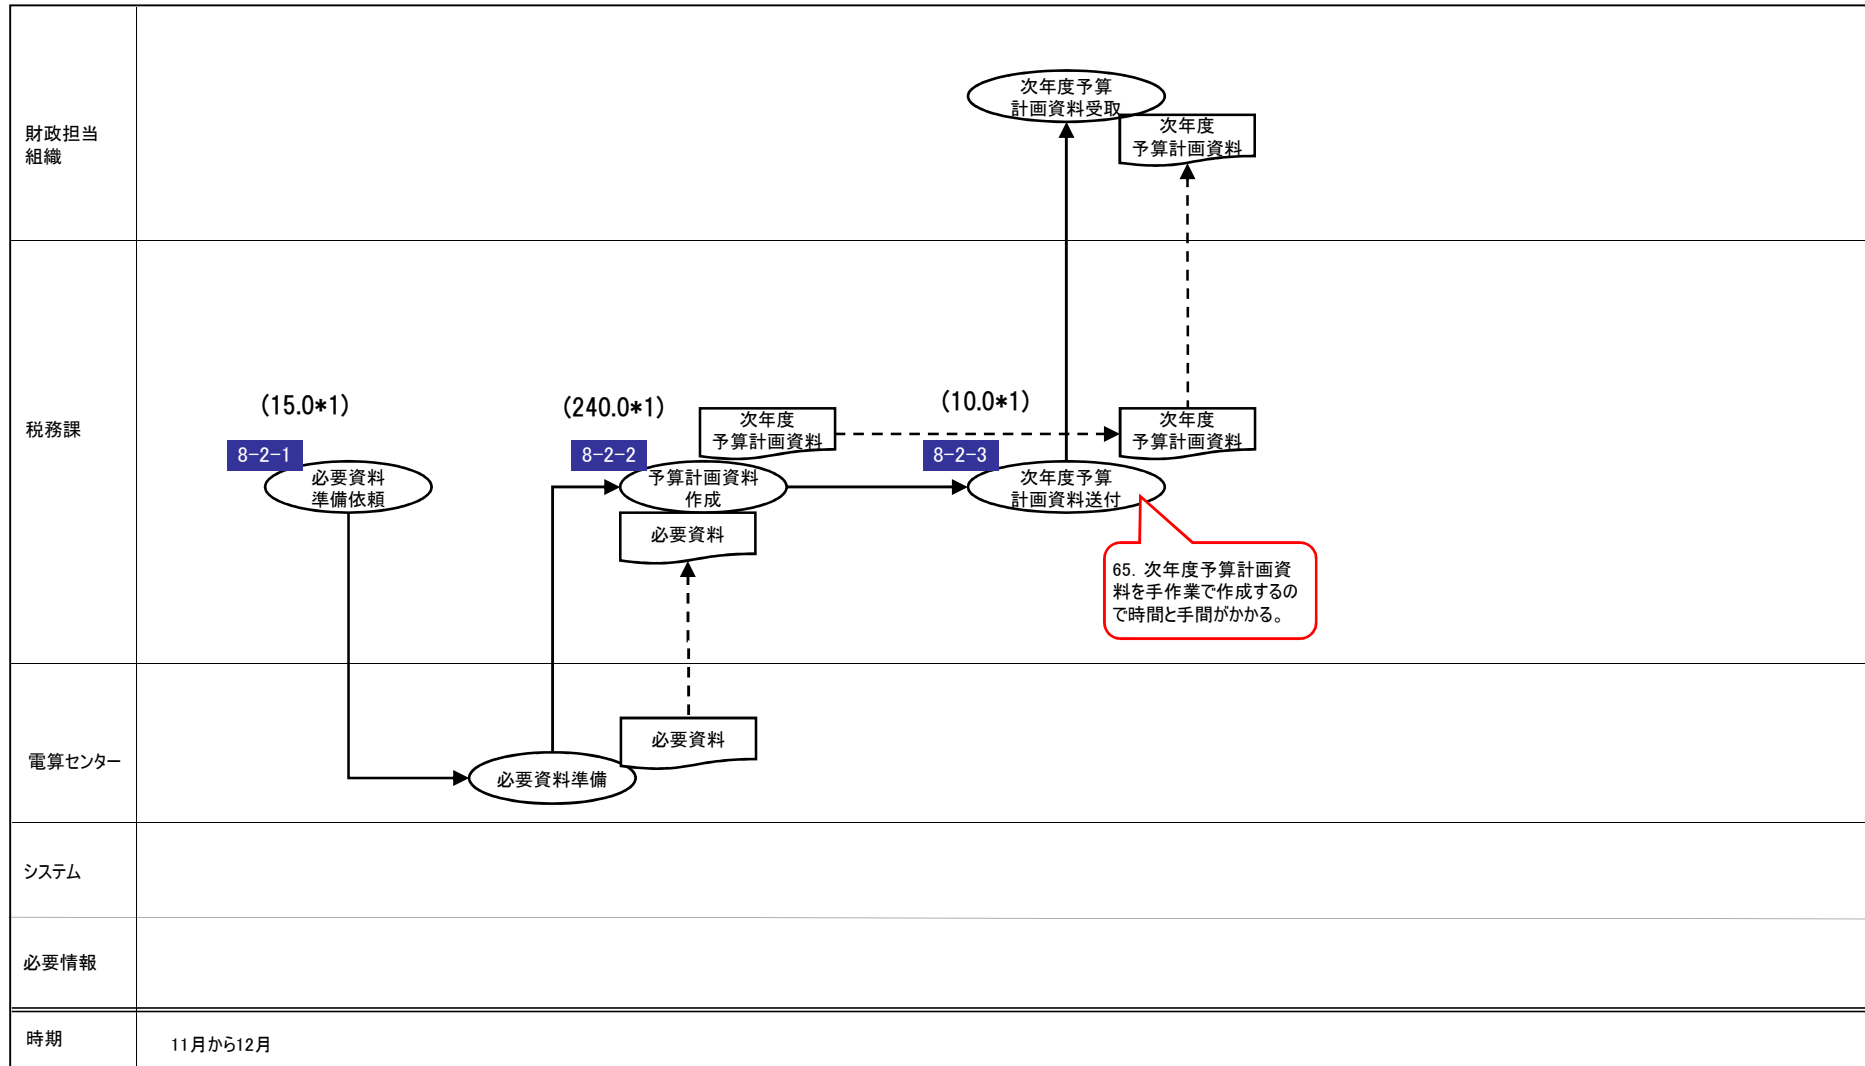 財政担当
組織
次年度予算
計画資料受取
次年度
予算計画資料
税務課
(15.0*1)
8-2-1
必要資料
準備依頼
(240.0*1)
8-2-2
予算計画資料
作成
次年度
予算計画資料
必要資料
(10.0*1)
8-2-3
次年度予算
計画資料送付
次年度
予算計画資料
65. 次年度予算計画資
料を手作業で作成するの
で時間と手間がかかる。
電算センター
必要資料準備
必要資料
システム
必要情報
時期
11月から12月